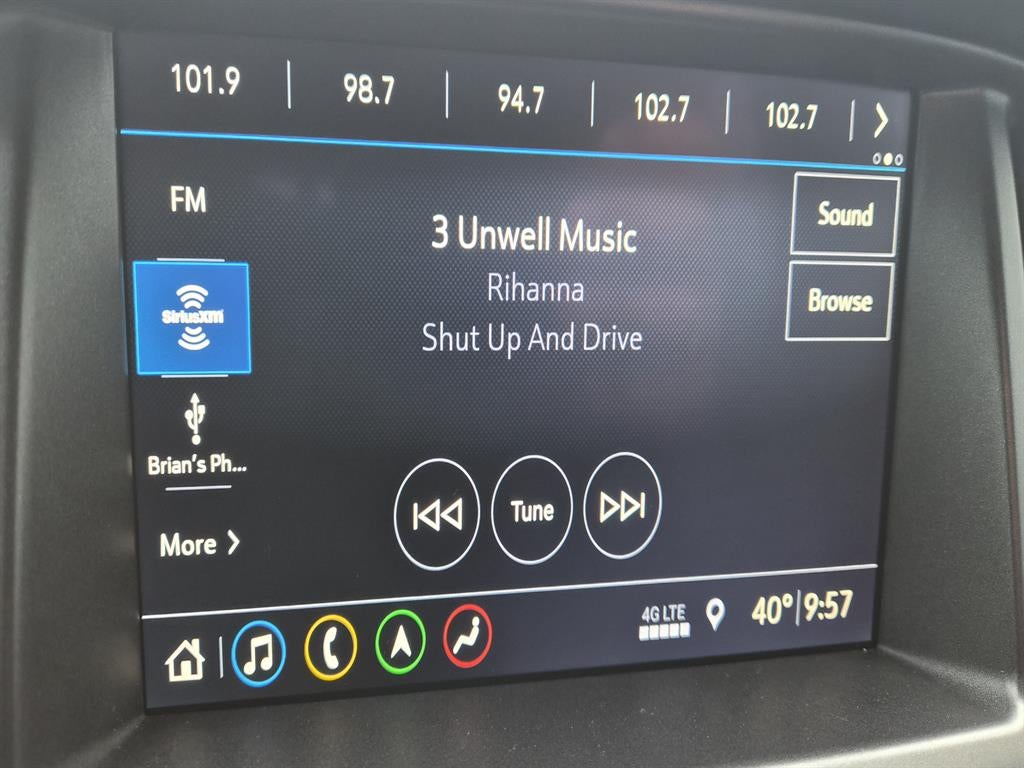 101.9 98.7 94.7 102.7 102.7
FM
SiriusXM
Brian's Ph...
More
3 Unwell Music
Rihanna
Shut Up And Drive
Sound
Browse
Tune
4G LTE
40° 9:57